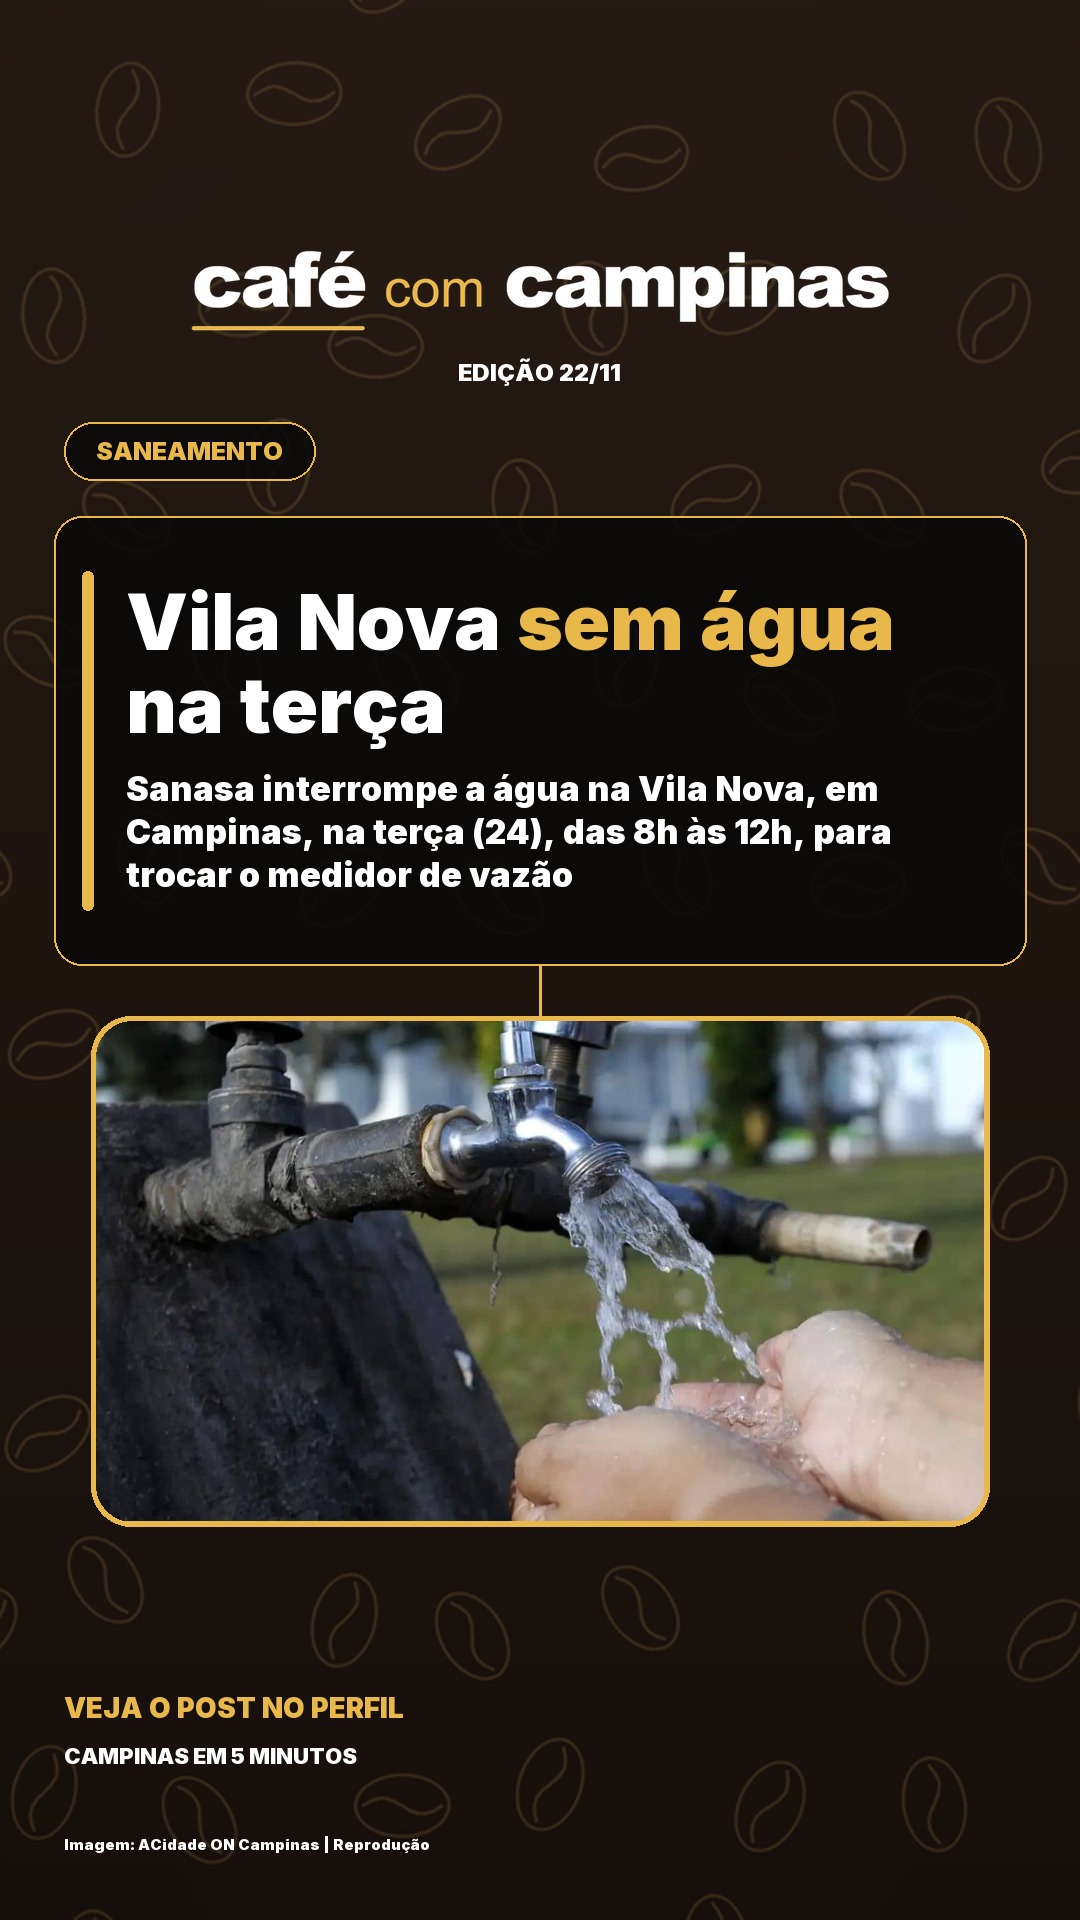 café com campinas
EDIÇÃO 22/11
SANEAMENTO
Vila Nova sem água
na terça
Sanasa interrompe a água na Vila Nova, em
Campinas, na terça (24), das 8h às 12h, para
trocar o medidor de vazão
VEJA O POST NO PERFIL
CAMPINAS EM 5 MINUTOS
Imagem: ACidade ON Campinas | Reprodução